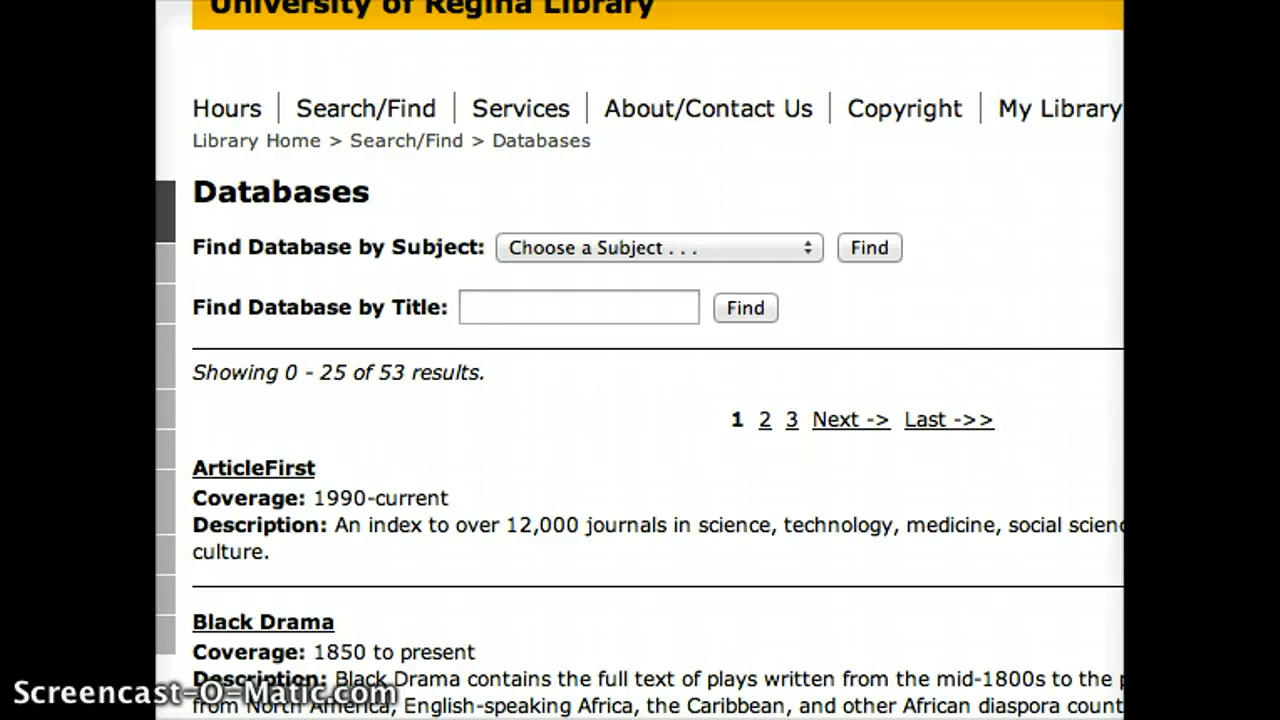 University of Regina Library
Hours Search/Find Services About/Contact Us Copyright My Library
Library Home > Search/Find > Databases
Databases
Find Database by Subject: Choose a Subject . . . Find
Find Database by Title: Find
Showing 0 - 25 of 53 results.
1 2 3 Next -> Last ->>
ArticleFirst
Coverage: 1990-current
Description: An index to over 12,000 journals in science, technology, medicine, social
culture.
Black Drama
Coverage: 1850 to present
Description: Black Drama contains the full text of plays written from the mid-1800s to the
from North America, English-speaking Africa, the Caribbean, and other African diaspora
Screencast-O-Matic.com